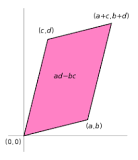 (a+c,b+d)
(c,d)
ad−bc
(a,b)
(0,0)